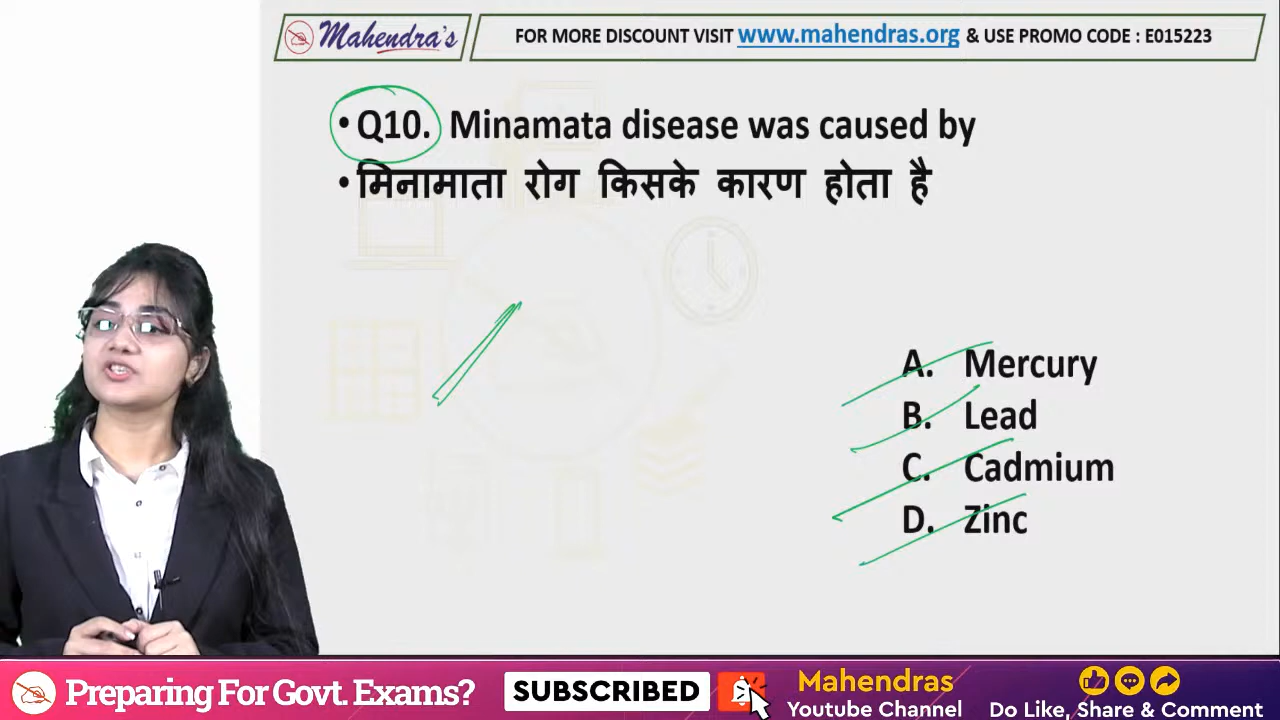 Mahendra's
FOR MORE DISCOUNT VISIT www.mahendras.org & USE PROMO CODE : E015223
• Q10. Minamata disease was caused by
• मिनामाता रोग किसके कारण होता है
A. Mercury
B. Lead
C. Cadmium
D. Zinc
Preparing For Govt. Exams?
SUBSCRIBED
Mahendras
Youtube Channel
Do Like, Share & Comment